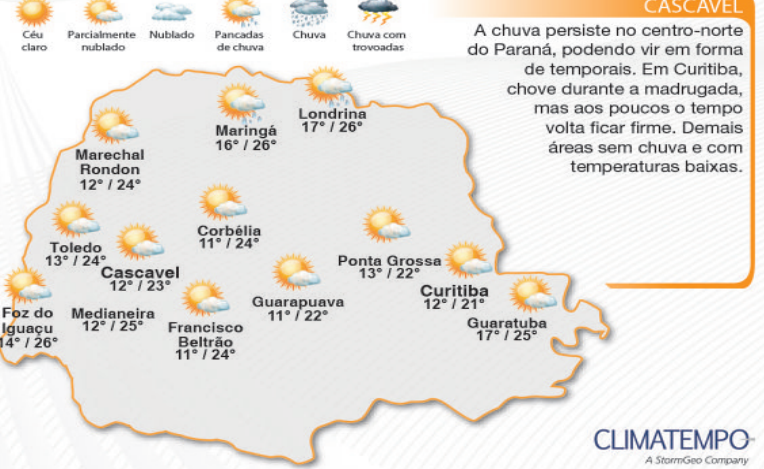 Céu
claro
Parcialmente
nublado
Nublado
Pancadas
de chuva
Chuva
Chuva com
trovoadas
CASCAVEL
A chuva persiste no centro-norte
do Paraná, podendo vir em forma
de temporais. Em Curitiba,
chove durante a madrugada,
mas aos poucos o tempo
volta ficar firme. Demais
áreas sem chuva e com
temperaturas baixas.
Londrina
17° / 26°
Maringá
16° / 26°
Marechal
Rondon
12° / 24°
Corbélia
11° / 24°
Toledo
13° / 24°
Cascavel
12° / 23°
Ponta Grossa
13° / 22°
Curitiba
12° / 21°
Guarapuava
11° / 22°
Foz do
Iguaçu
14° / 26°
Medianeira
12° / 25°
Francisco
Beltrão
11° / 24°
Guaratuba
17° / 25°
CLIMATEMPO
A StormGeo Company